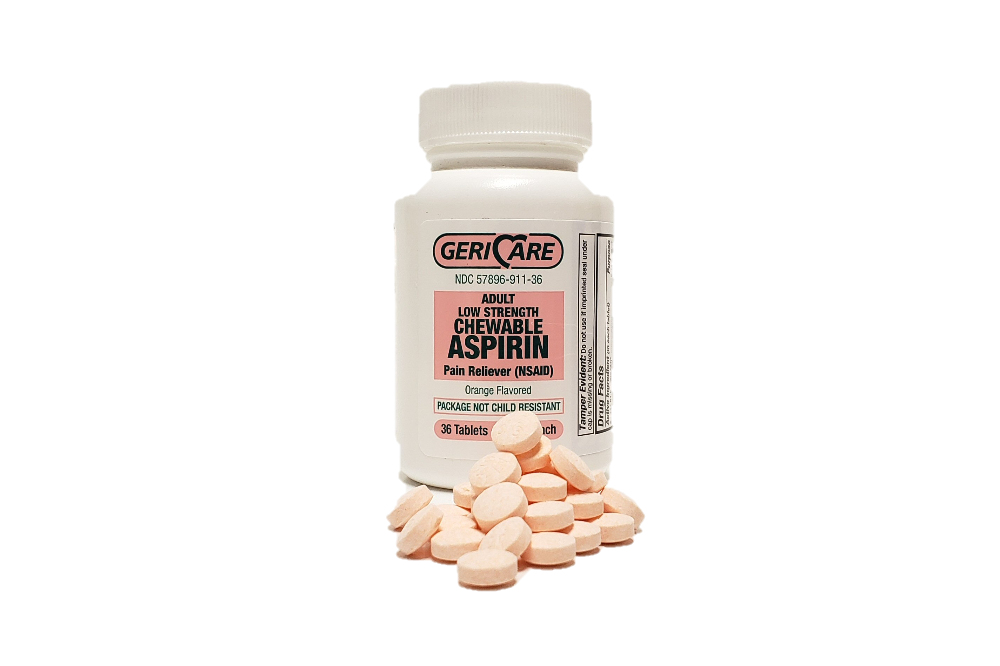 GERICARE
NDC 57896-911-36
ADULT
LOW STRENGTH
CHEWABLE
ASPIRIN
Pain Reliever (NSAID)
Orange Flavored
PACKAGE NOT CHILD RESISTANT
36 Tablets
Tamper Evident: Do not use if imprinted seal under
cap is missing or broken.
Drug Facts
Active ingredient (in each tablet) Purpose